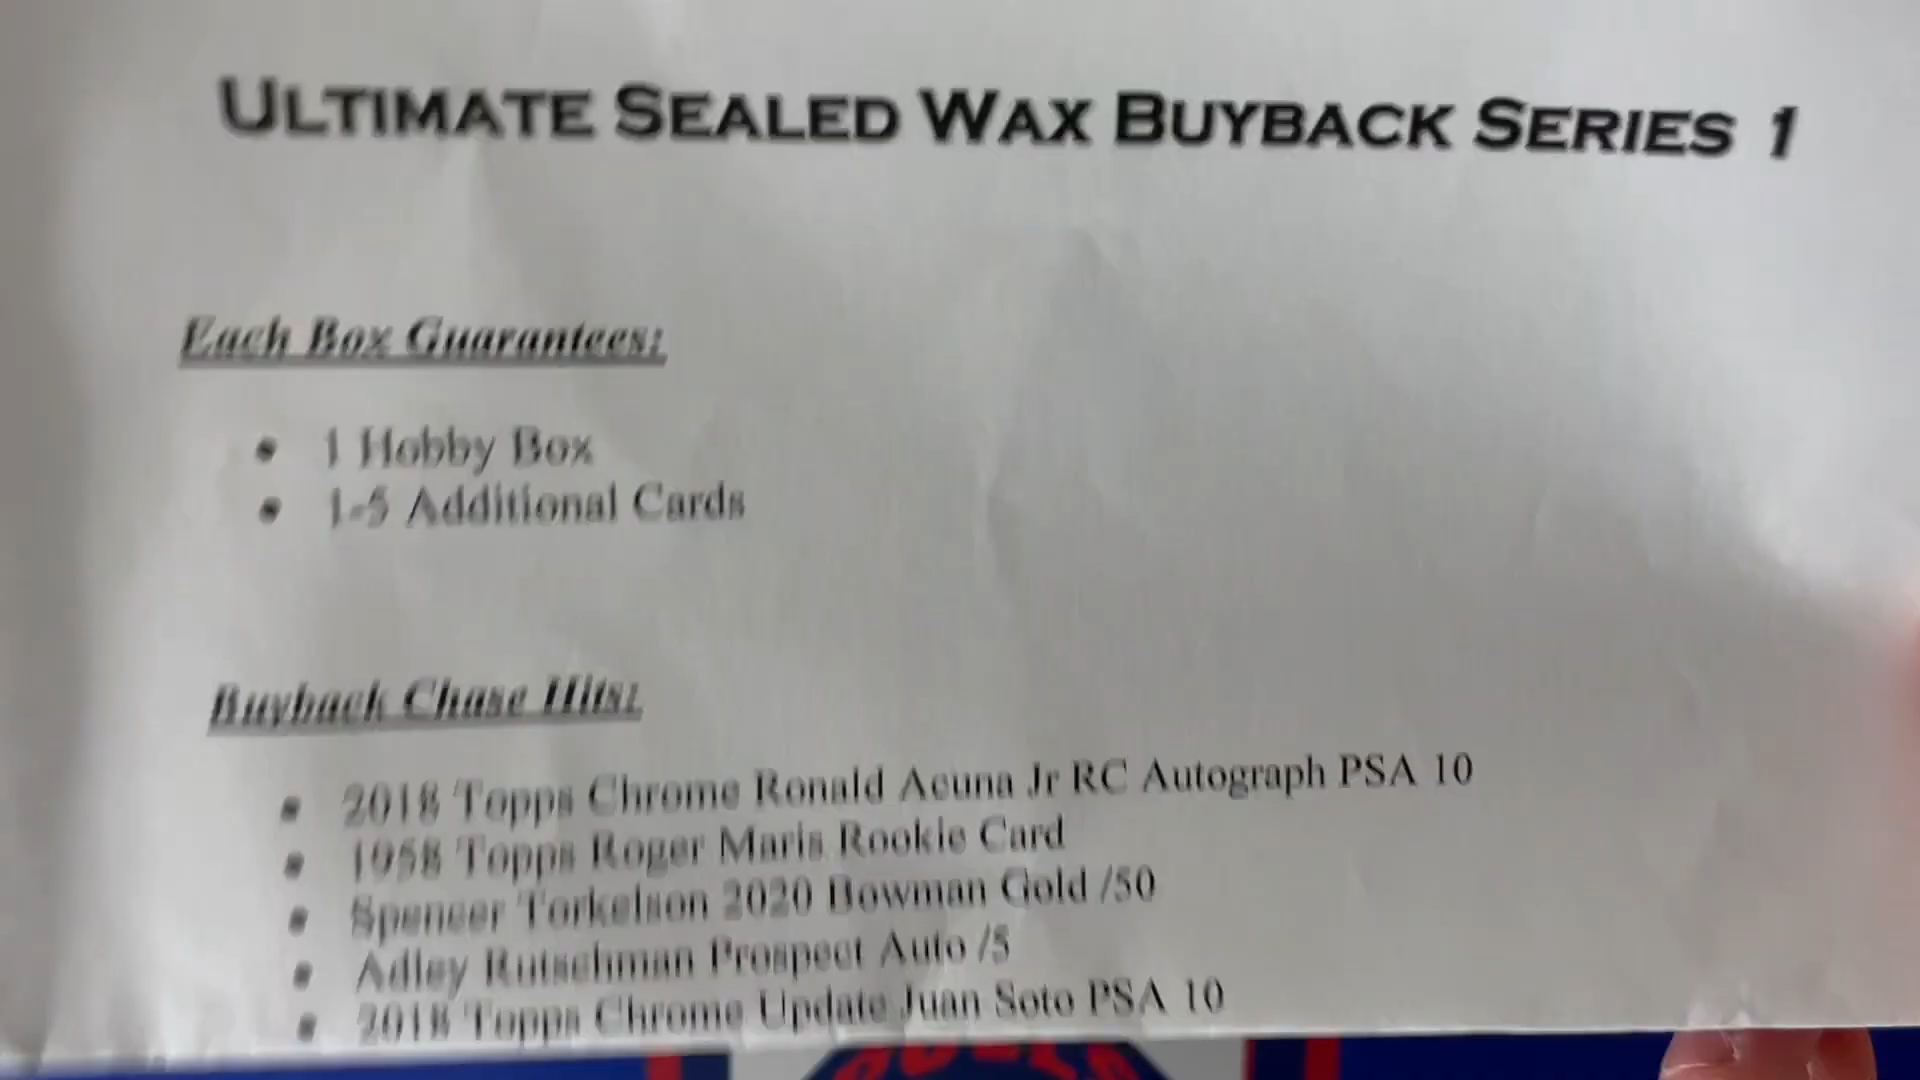 ULTIMATE SEALED WAX BUYBACK SERIES 1
Each Box Guarantees:
• 1 Hobby Box
• 1-5 Additional Cards
Buyback Chase Hits:
• 2018 Topps Chrome Ronald Acuna Jr RC Autograph PSA 10
• 1958 Topps Roger Maris Rookie Card
• Spencer Torkelson 2020 Bowman Gold /50
• Adley Rutschman Prospect Auto /5
• 2018 Topps Chrome Update Juan Soto PSA 10